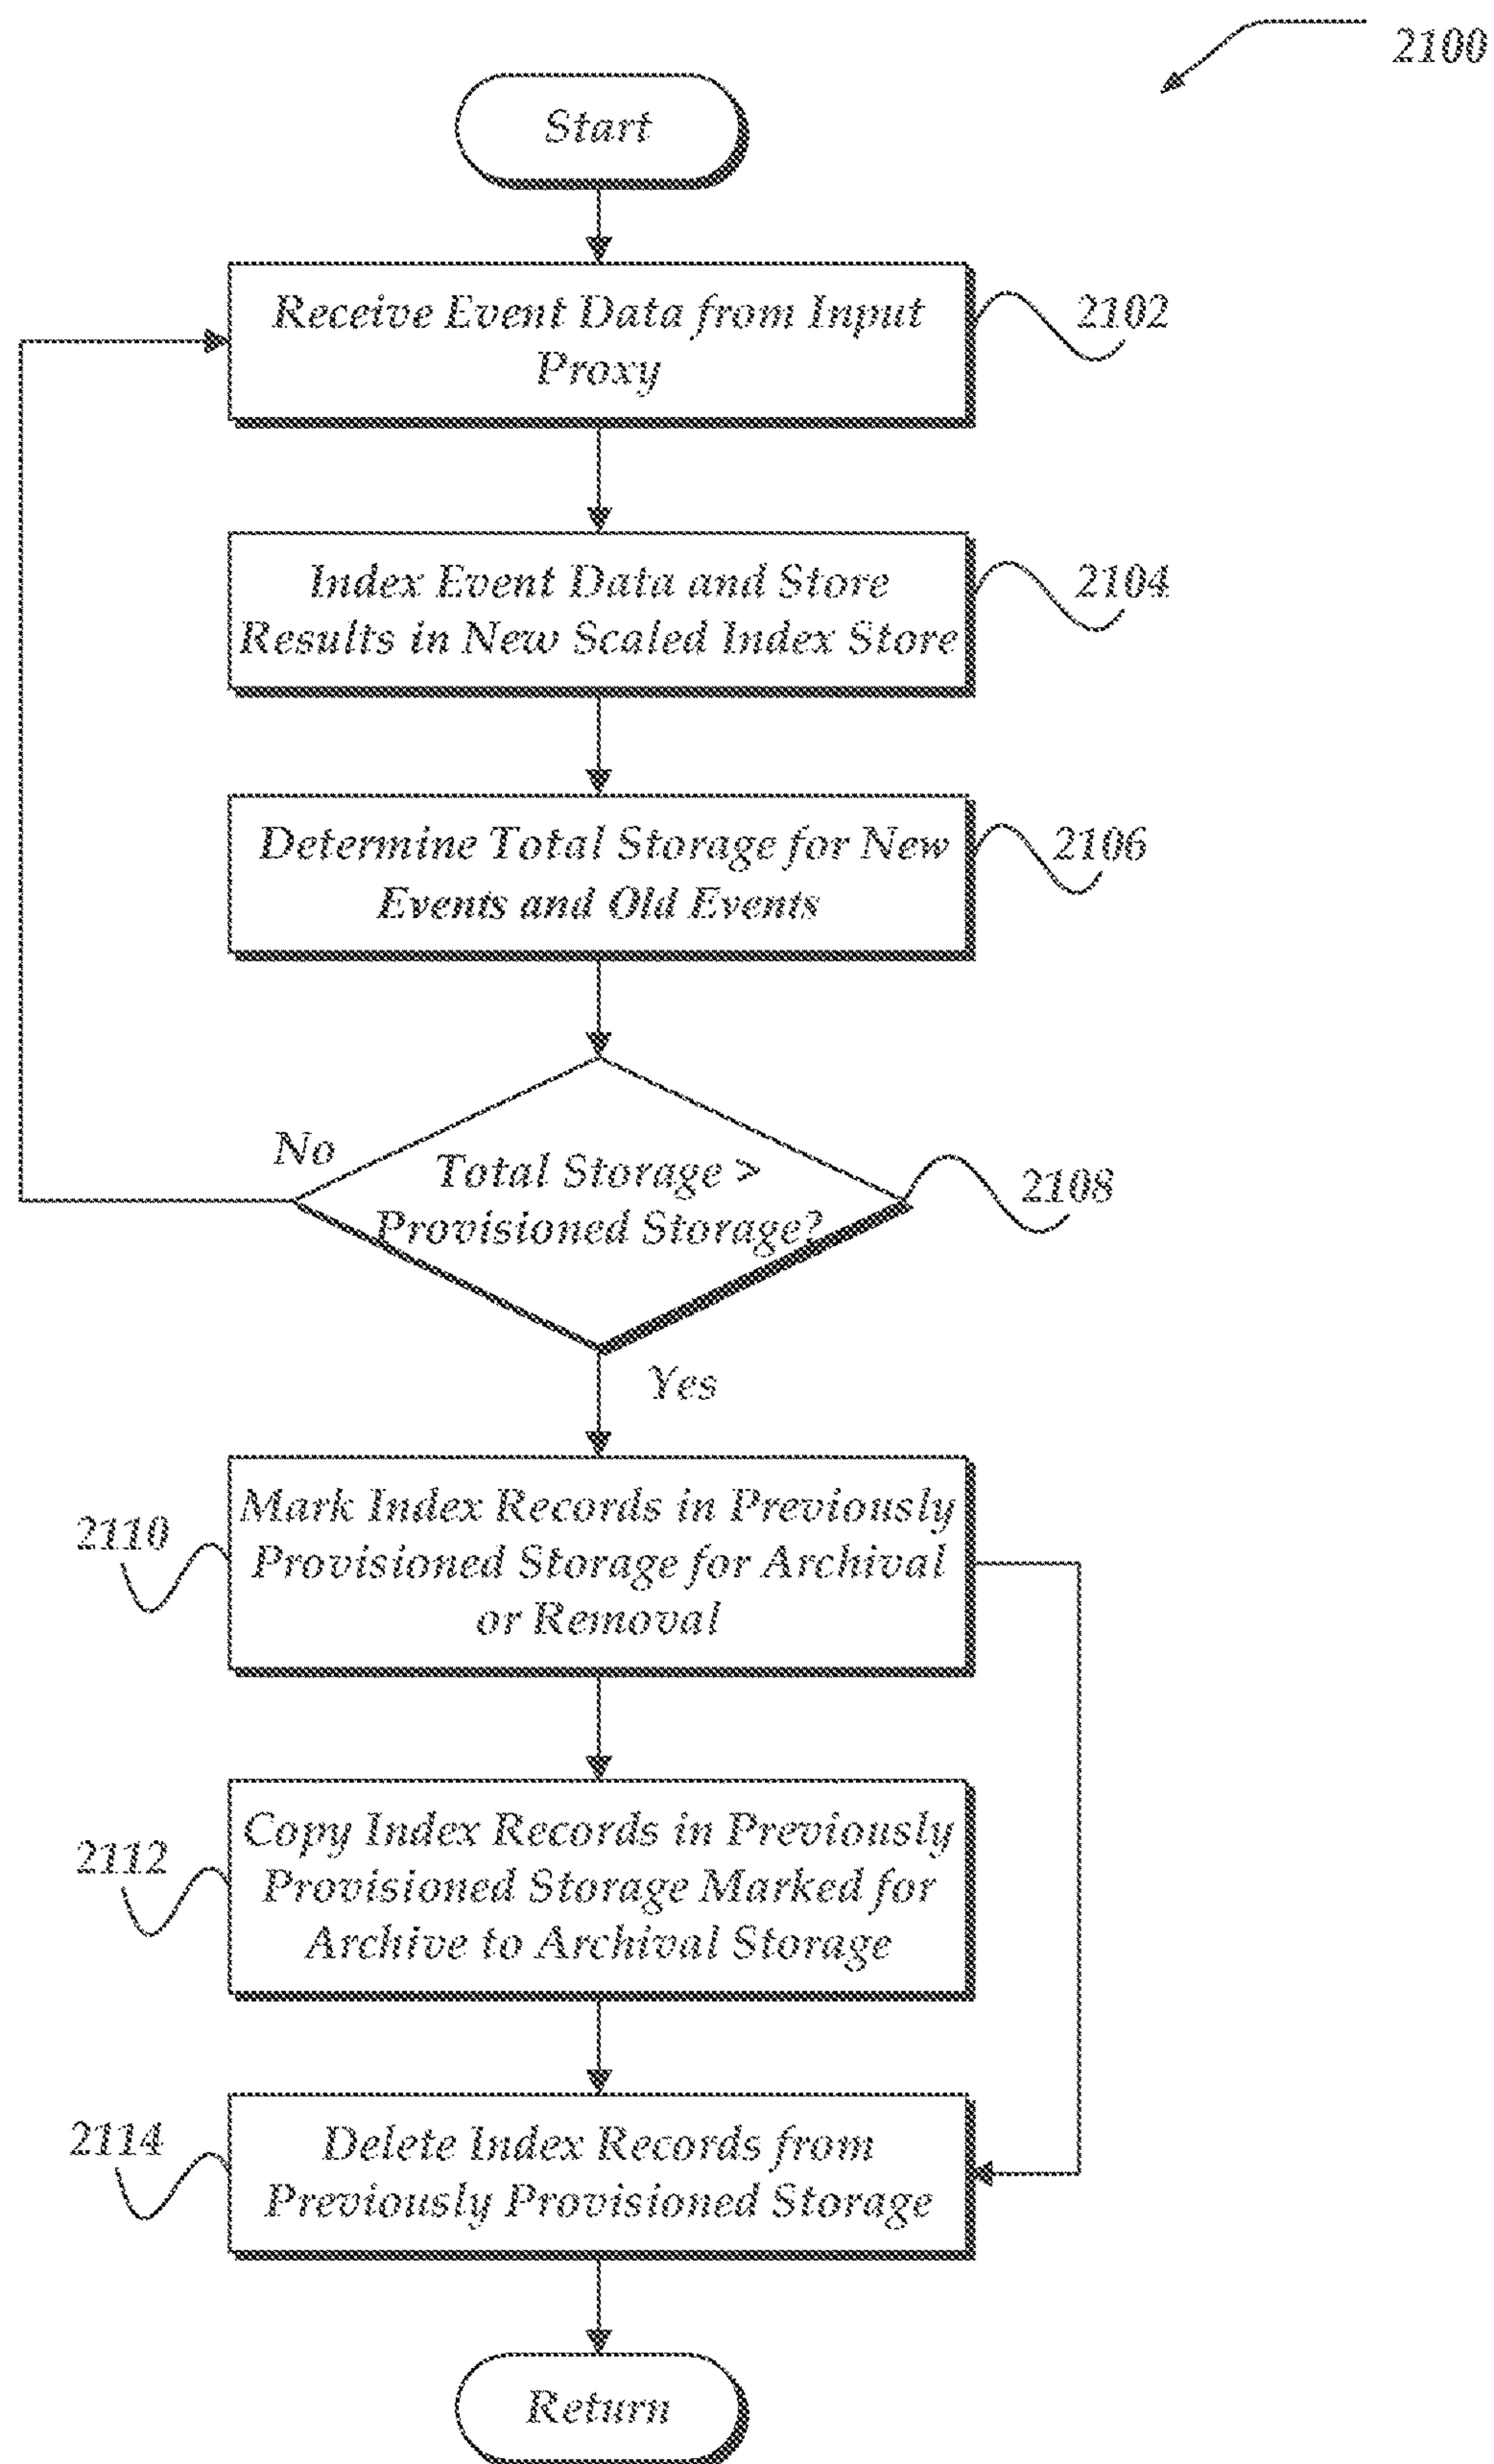 2100
Start
Receive Event Data from Input
Proxy
2102
Index Event Data and Store
Results in New Scaled Index Store
2104
Determine Total Storage for New
Events and Old Events
2106
No
Total Storage >
Provisioned Storage?
2108
Yes
Mark Index Records in Previously
Provisioned Storage for Archival
or Removal
2110
Copy Index Records in Previously
Provisioned Storage Marked for
Archive to Archival Storage
2112
Delete Index Records from
Previously Provisioned Storage
2114
Return